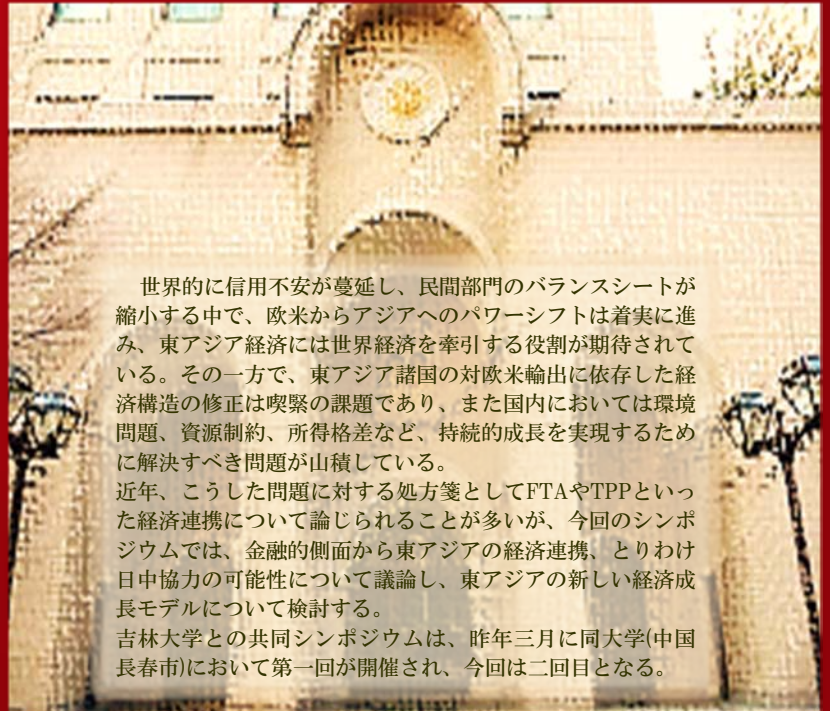 世界的に信用不安が蔓延し、民間部門のバランスシートが
縮小する中で、欧米からアジアへのパワーシフトは着実に進
み、東アジア経済には世界経済を牽引する役割が期待されて
いる。その一方で、東アジア諸国の対欧米輸出に依存した経
済構造の修正は喫緊の課題であり、また国内においては環境
問題、資源制約、所得格差など、持続的成長を実現するため
に解決すべき問題が山積している。
近年、こうした問題に対する処方箋としてFTAやTPPといっ
た経済連携について論じられることが多いが、今回のシンポ
ジウムでは、金融的側面から東アジアの経済連携、とりわけ
日中協力の可能性について議論し、東アジアの新しい経済成
長モデルについて検討する。
吉林大学との共同シンポジウムは、昨年三月に同大学(中国
長春市)において第一回が開催され、今回は二回目となる。